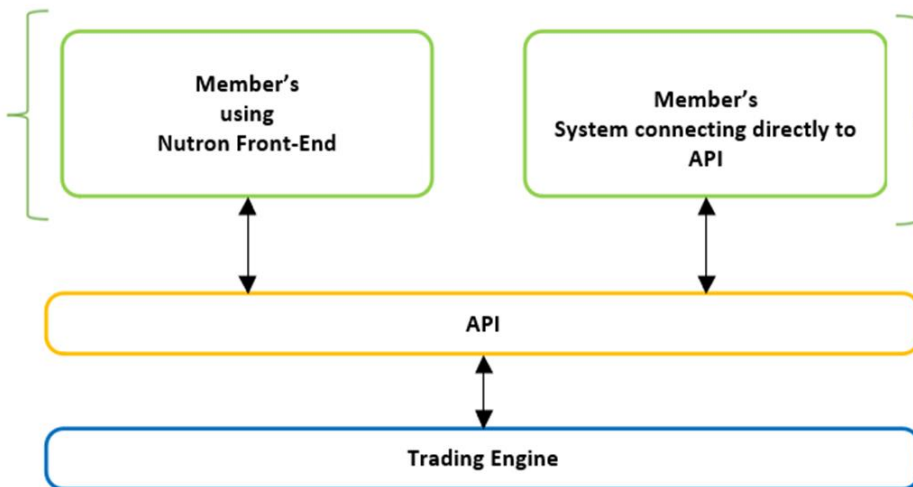 Member’s
using
Nutron Front-End
Member’s
System connecting directly to
API
API
Trading Engine